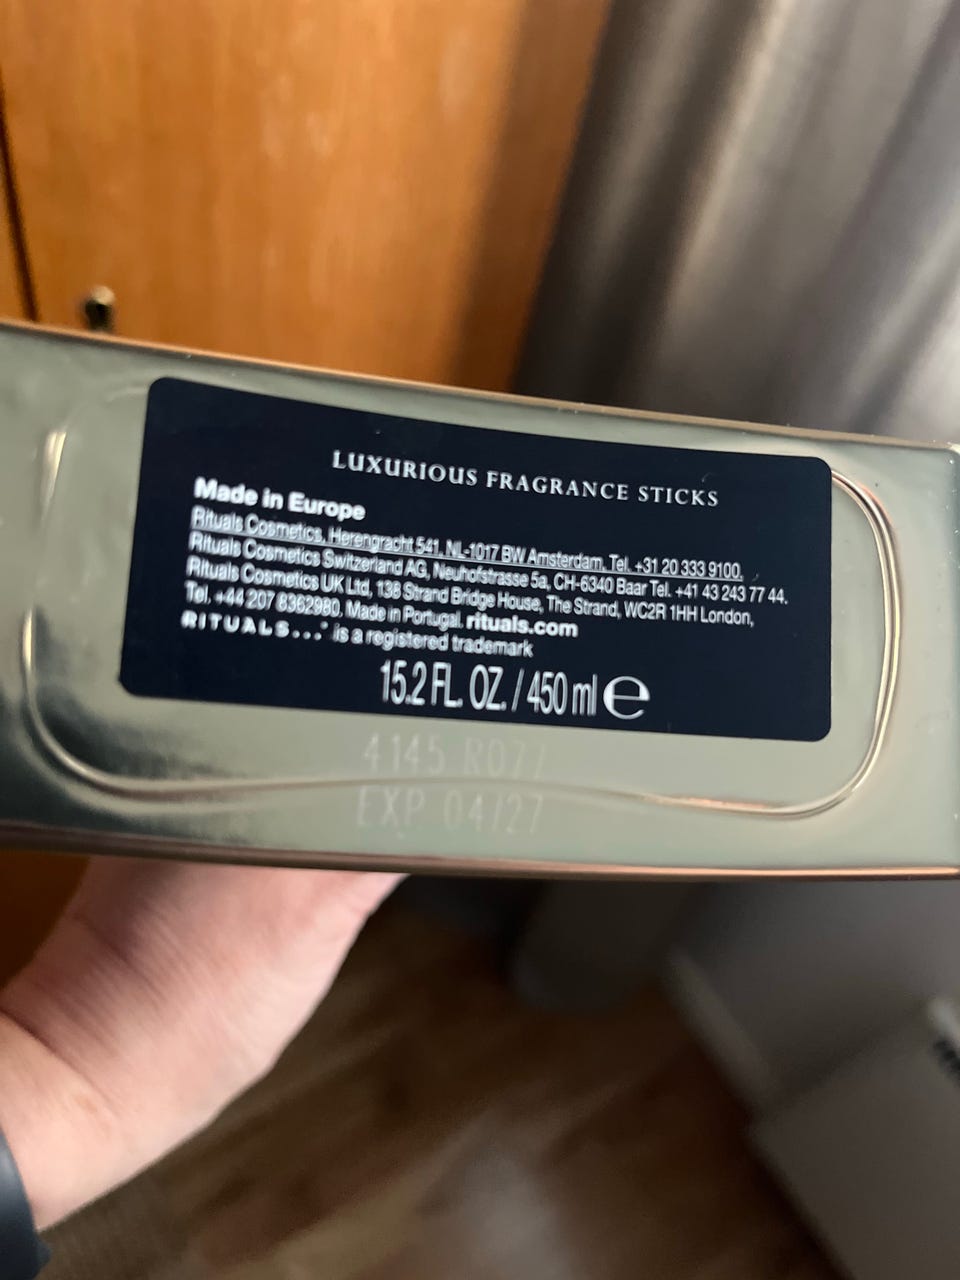 LUXURIOUS FRAGRANCE STICKS
Made in Europe
Rituals Cosmetics, Herengracht 541, NL-1017 BW Amsterdam, Tel. +31 20 333 9100,
Rituals Cosmetics Switzerland AG, Neuhofstrasse 5a, CH-6340 Baar Tel. +41 43 243 77 44.
Rituals Cosmetics UK Ltd, 138 Strand Bridge House, The Strand, WC2R 1HH London,
Tel. +44 207 8362980. Made in Portugal. rituals.com
RITUALS...® is a registered trademark
15.2 FL. OZ. / 450 ml ℮
4145 R077
EXP 04/27